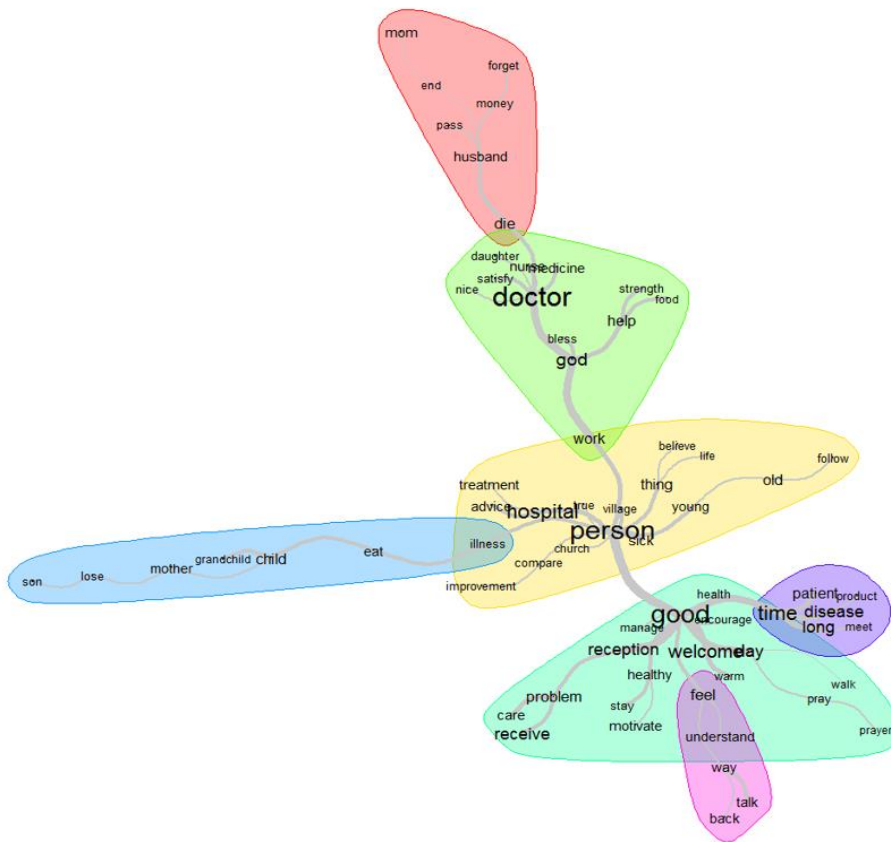 mom
forget
end
money
pass
husband
die
daughter
nurse
medicine
satisfy
nice
doctor
strength
food
help
bless
god
work
believe
life
follow
treatment
thing
old
advice
hospital
true
village
young
person
sick
illness
church
compare
improvement
eat
grandchild
child
mother
lose
son
health
patient
product
good
encourage
time
disease
manage
long
meet
reception
welcome
day
healthy
warm
walk
problem
feel
pray
care
stay
receive
motivate
understand
prayer
way
talk
back